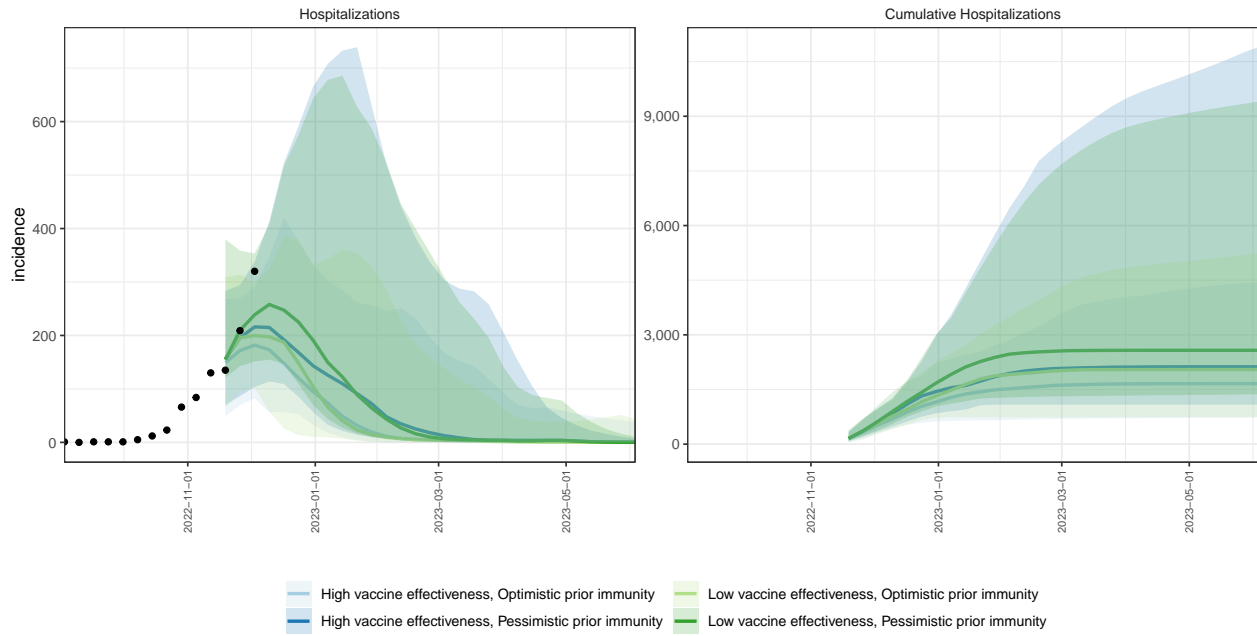 Hospitalizations
Cumulative Hospitalizations
incidence
600
400
200
0
2022−11−01
2023−01−01
2023−03−01
2023−05−01
9,000
6,000
3,000
0
2022−11−01
2023−01−01
2023−03−01
2023−05−01
High vaccine effectiveness, Optimistic prior immunity
Low vaccine effectiveness, Optimistic prior immunity
High vaccine effectiveness, Pessimistic prior immunity
Low vaccine effectiveness, Pessimistic prior immunity